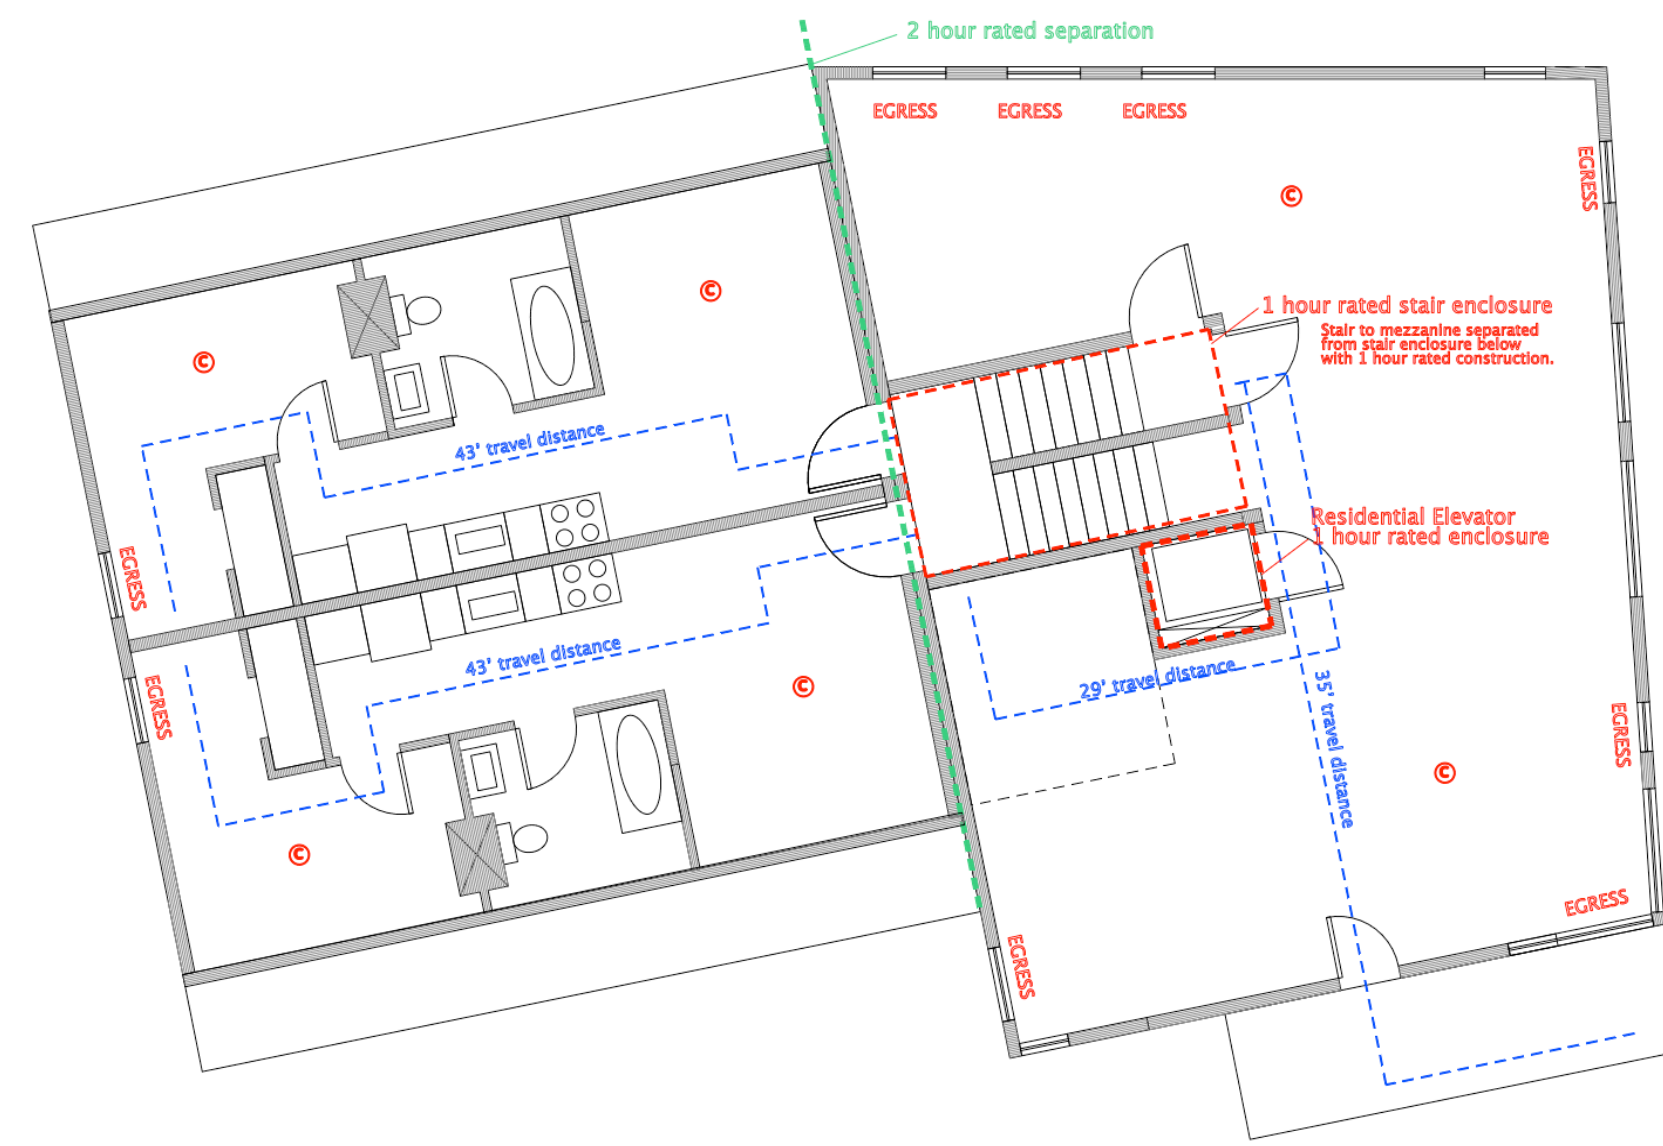 2 hour rated separation
EGRESS
EGRESS
EGRESS
EGRESS
©
©
1 hour rated stair enclosure
Stair to mezzanine separated
from stair enclosure below
with 1 hour rated construction.
©
43' travel distance
Residential Elevator
1 hour rated enclosure
EGRESS
43' travel distance
29' travel distance
EGRESS
©
35' travel distance
EGRESS
©
©
EGRESS
EGRESS